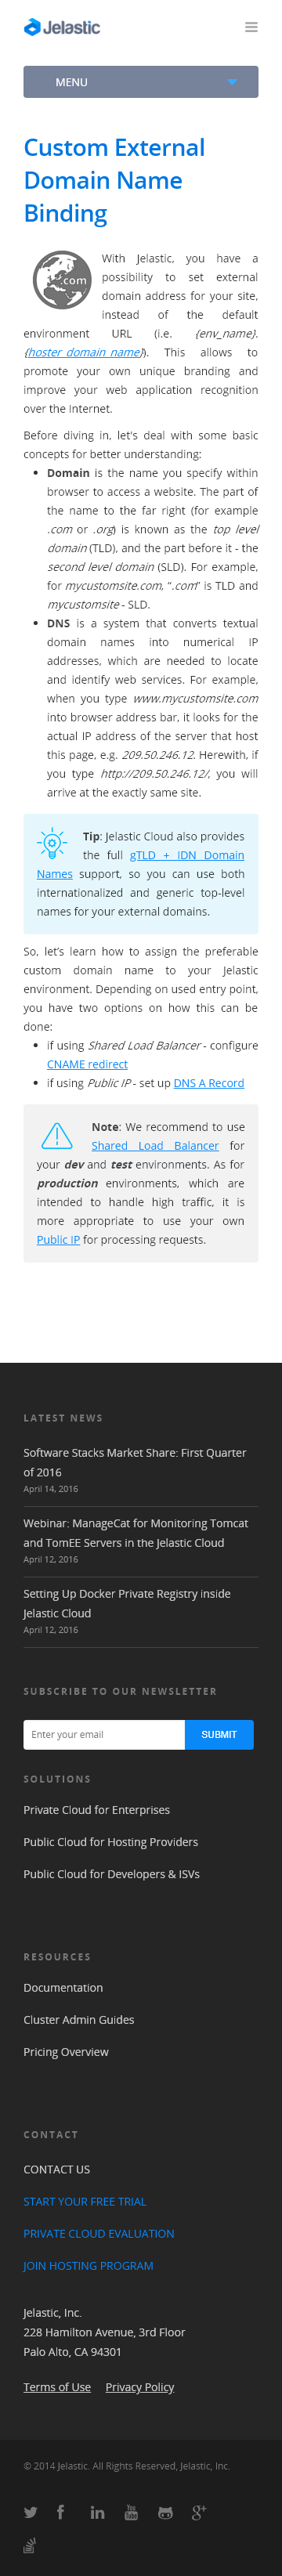 Jelastic
MENU
Custom External
Domain Name
Binding
.com
With Jelastic, you have a
possibility to set external
domain address for your site,
instead of the default
environment URL (i.e. {env_name}.
{hoster_domain_name}). This allows to
promote your own unique branding and
improve your web application recognition
over the Internet.
Before diving in, let's deal with some basic
concepts for better understanding:
Domain is the name you specify within
browser to access a website. The part of
the name to the far right (for example
.com or .org) is known as the top level
domain (TLD), and the part before it - the
second level domain (SLD). For example,
for mycustomsite.com, ".com" is TLD and
mycustomsite - SLD.
DNS is a system that converts textual
domain names into numerical IP
addresses, which are needed to locate
and identify web services. For example,
when you type www.mycustomsite.com
into browser address bar, it looks for the
actual IP address of the server that host
this page, e.g. 209.50.246.12. Herewith, if
you type http://209.50.246.12/, you will
arrive at the exactly same site.
Tip: Jelastic Cloud also provides
the full gTLD + IDN Domain
Names support, so you can use both
internationalized and generic top-level
names for your external domains.
So, let’s learn how to assign the preferable
custom domain name to your Jelastic
environment. Depending on used entry point,
you have two options on how this can be
done:
if using Shared Load Balancer - configure
CNAME redirect
if using Public IP - set up DNS A Record
Note: We recommend to use
Shared Load Balancer for
your dev and test environments. As for
production environments, which are
intended to handle high traffic, it is
more appropriate to use your own
Public IP for processing requests.
LATEST NEWS
Software Stacks Market Share: First Quarter
of 2016
April 14, 2016
Webinar: ManageCat for Monitoring Tomcat
and TomEE Servers in the Jelastic Cloud
April 12, 2016
Setting Up Docker Private Registry inside
Jelastic Cloud
April 12, 2016
SUBSCRIBE TO OUR NEWSLETTER
Enter your email
SUBMIT
SOLUTIONS
Private Cloud for Enterprises
Public Cloud for Hosting Providers
Public Cloud for Developers & ISVs
RESOURCES
Documentation
Cluster Admin Guides
Pricing Overview
CONTACT
CONTACT US
START YOUR FREE TRIAL
PRIVATE CLOUD EVALUATION
JOIN HOSTING PROGRAM
Jelastic, Inc.
228 Hamilton Avenue, 3rd Floor
Palo Alto, CA 94301
Terms of Use Privacy Policy
© 2014 Jelastic. All Rights Reserved, Jelastic, Inc.